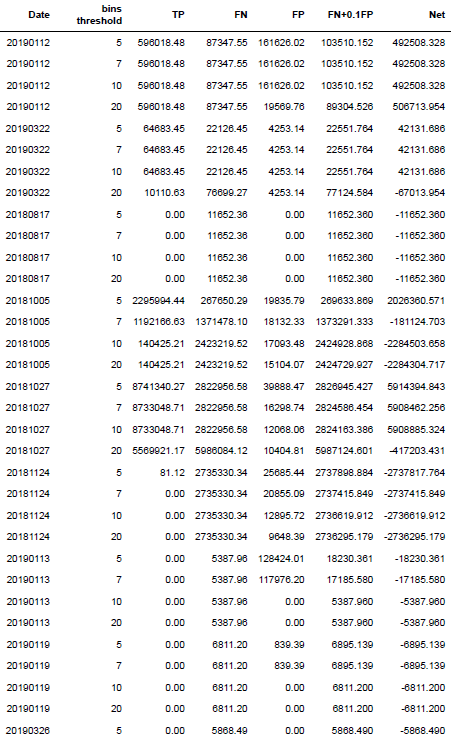 Date bins threshold TP FN FP FN+0.1FP Net
20190112 5 596018.48 87347.55 161626.02 103510.152 492508.328
20190112 7 596018.48 87347.55 161626.02 103510.152 492508.328
20190112 10 596018.48 87347.55 161626.02 103510.152 492508.328
20190112 20 596018.48 87347.55 19569.76 89304.526 506713.954
20190322 5 64683.45 22126.45 4253.14 22551.764 42131.686
20190322 7 64683.45 22126.45 4253.14 22551.764 42131.686
20190322 10 64683.45 22126.45 4253.14 22551.764 42131.686
20190322 20 10110.63 76699.27 4253.14 77124.584 -67013.954
20180817 5 0.00 11652.36 0.00 11652.360 -11652.360
20180817 7 0.00 11652.36 0.00 11652.360 -11652.360
20180817 10 0.00 11652.36 0.00 11652.360 -11652.360
20180817 20 0.00 11652.36 0.00 11652.360 -11652.360
20181005 5 2295994.44 267650.29 19835.79 269633.869 2026360.571
20181005 7 1192166.63 1371478.10 18132.33 1373291.333 -181124.703
20181005 10 140425.21 2423219.52 17093.48 2424928.868 -2284503.658
20181005 20 140425.21 2423219.52 15104.07 2424729.927 -2284304.717
20181027 5 8741340.27 2822956.58 39888.47 2826945.427 5914394.843
20181027 7 8733048.71 2822956.58 16298.74 2824586.454 5908462.256
20181027 10 8733048.71 2822956.58 12068.06 2824163.386 5908885.324
20181027 20 5569921.17 5986084.12 10404.81 5987124.601 -417203.431
20181124 5 81.12 2735330.34 25685.44 2737898.884 -2737817.764
20181124 7 0.00 2735330.34 20855.09 2737415.849 -2737415.849
20181124 10 0.00 2735330.34 12895.72 2736619.912 -2736619.912
20181124 20 0.00 2735330.34 9648.39 2736295.179 -2736295.179
20190113 5 0.00 5387.96 128424.01 18230.361 -18230.361
20190113 7 0.00 5387.96 117976.20 17185.580 -17185.580
20190113 10 0.00 5387.96 0.00 5387.960 -5387.960
20190113 20 0.00 5387.96 0.00 5387.960 -5387.960
20190119 5 0.00 6811.20 839.39 6895.139 -6895.139
20190119 7 0.00 6811.20 839.39 6895.139 -6895.139
20190119 10 0.00 6811.20 0.00 6811.200 -6811.200
20190119 20 0.00 6811.20 0.00 6811.200 -6811.200
20190326 5 0.00 5868.49 0.00 5868.490 -5868.490